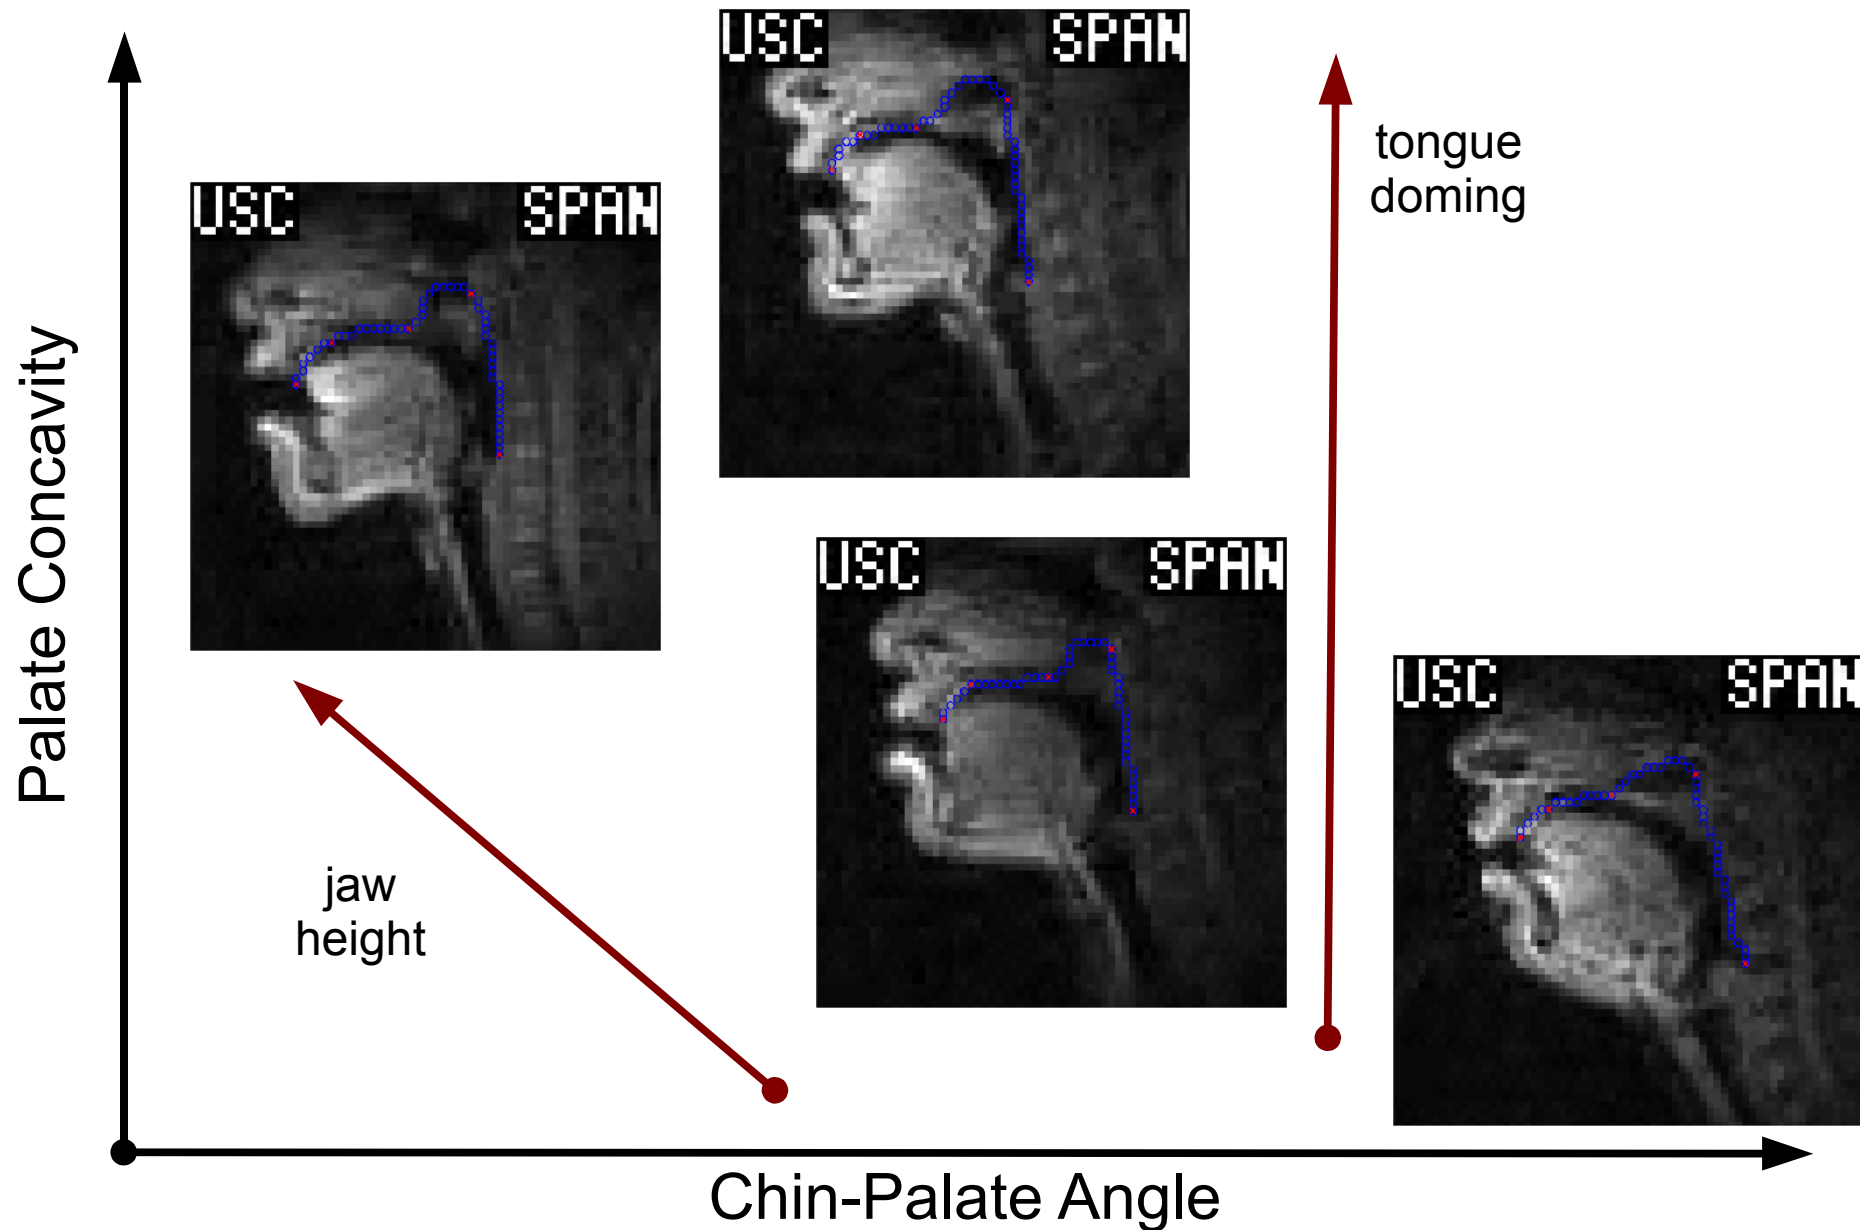 USC SPAN
tongue
doming
USC SPAN
Palate Concavity
USC SPAN
USC SPAN
jaw
height
Chin-Palate Angle